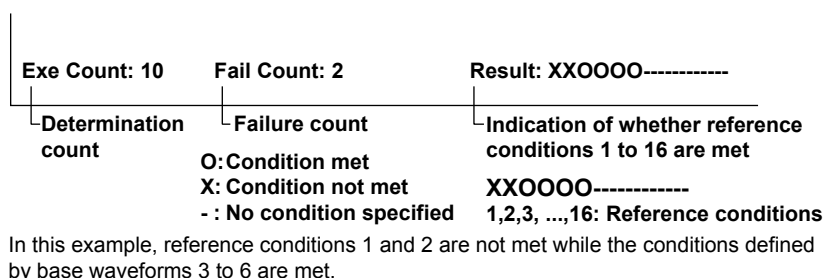 Exe Count: 10 Fail Count: 2 Result: XXOOOO------------
Determination count
Failure count
Indication of whether reference conditions 1 to 16 are met
O: Condition met
X: Condition not met
- : No condition specified
XXOOOO------------
1,2,3, ...,16: Reference conditions
In this example, reference conditions 1 and 2 are not met while the conditions defined
by base waveforms 3 to 6 are met.